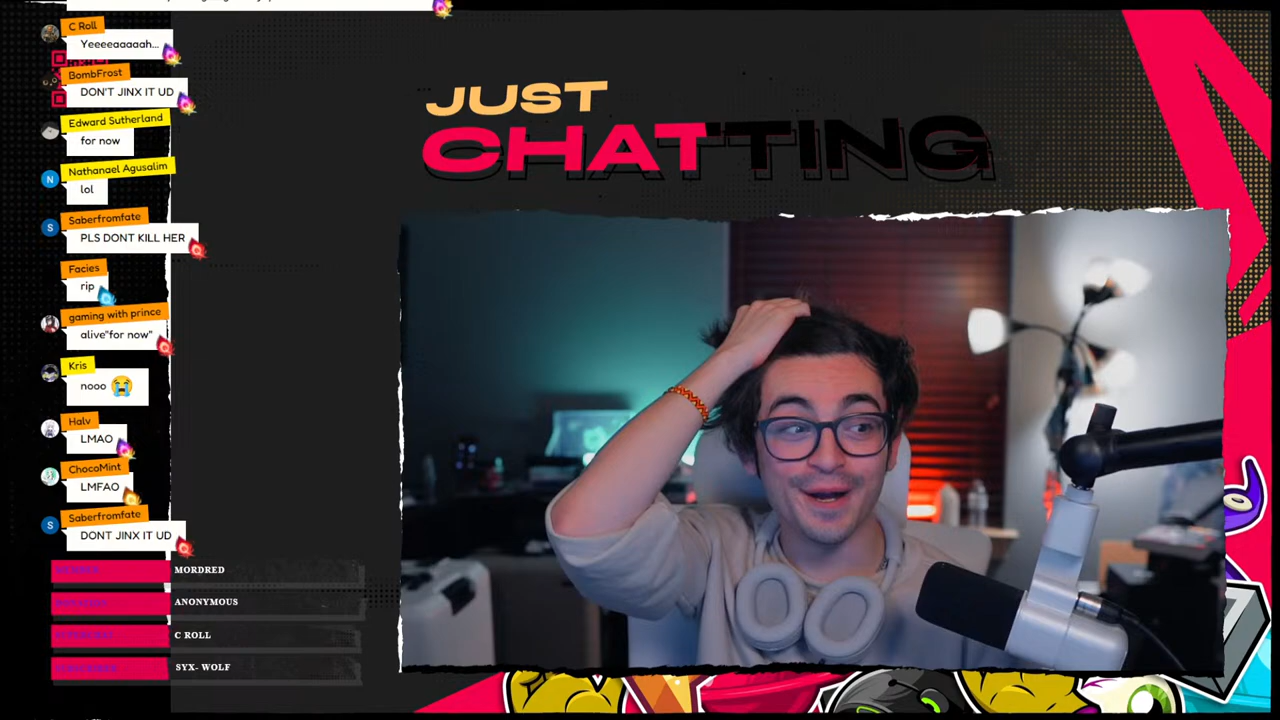 C Roll
Yeeeeaaaaah...
BombFrost
DON'T JINX IT UD
Edward Sutherland
for now
Nathanael Agusalim
lol
Saberfromfate
PLS DONT KILL HER
Facies
rip
gaming with prince
alive"for now"
Kris
nooo 😭
Halv
LMAO
ChocoMint
LMFAO
Saberfromfate
DONT JINX IT UD
MORDRED
ANONYMOUS
C ROLL
SYX- WOLF
JUST
CHATTING